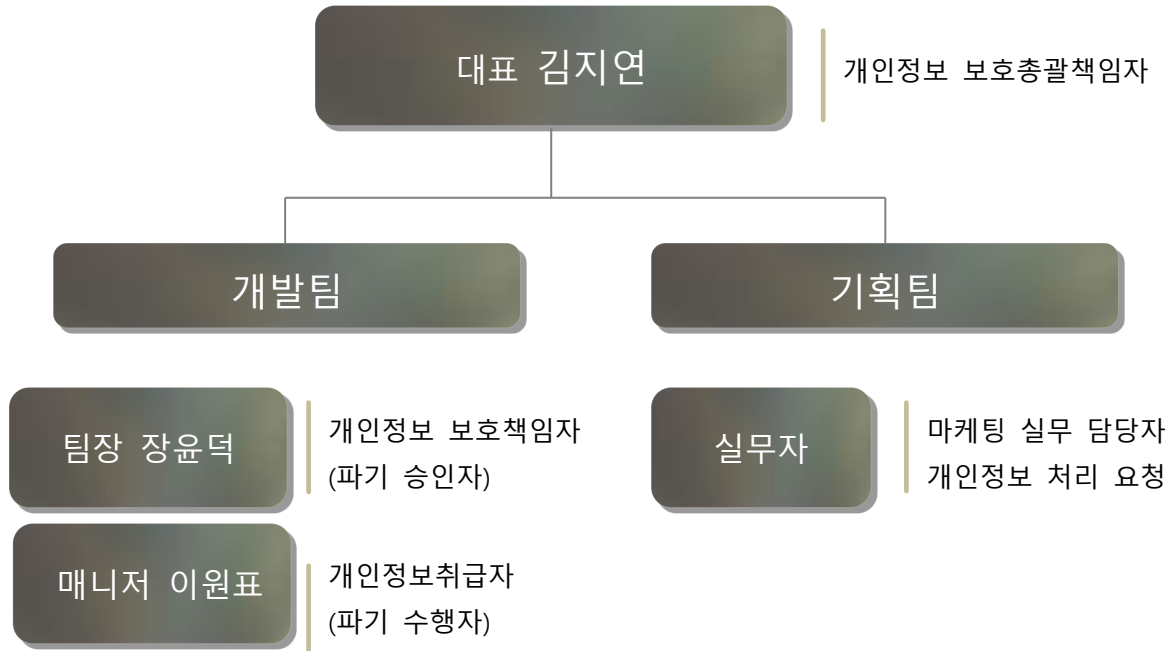 대표 김지연
개인정보 보호총괄책임자
개발팀
기획팀
팀장 장윤덕
개인정보 보호책임자
(파기 승인자)
실무자
마케팅 실무 담당자
개인정보 처리 요청
매니저 이원표
개인정보취급자
(파기 수행자)